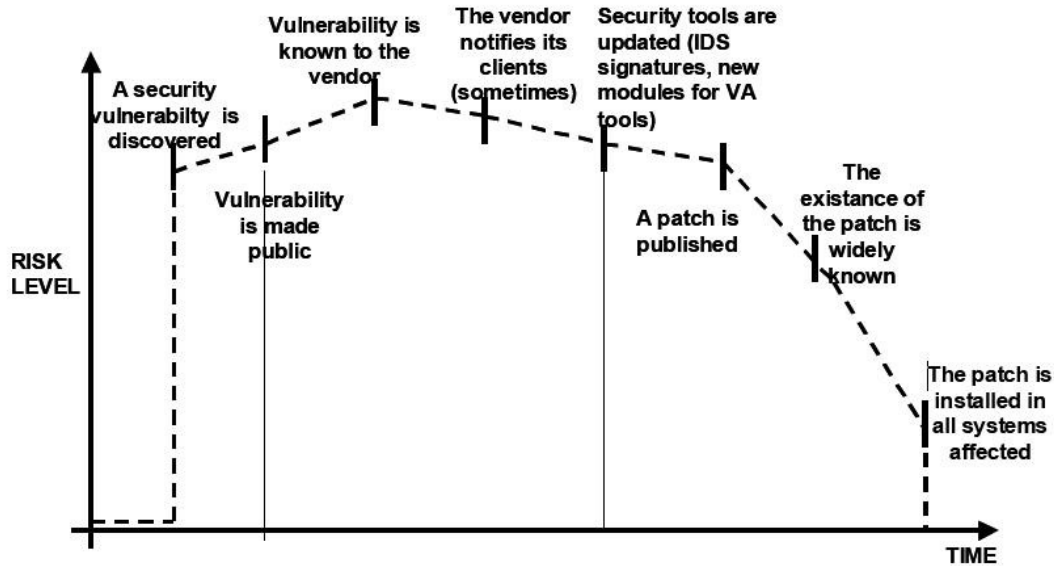 A security
vulnerabilty is
discovered
Vulnerability is
known to the
vendor
The vendor
notifies its
clients
(sometimes)
Security tools are
updated (IDS
signatures, new
modules for VA
tools)
Vulnerability
is made
public
A patch is
published
The
existance of
the patch is
widely
known
RISK
LEVEL
The patch is
installed in
all systems
affected
TIME